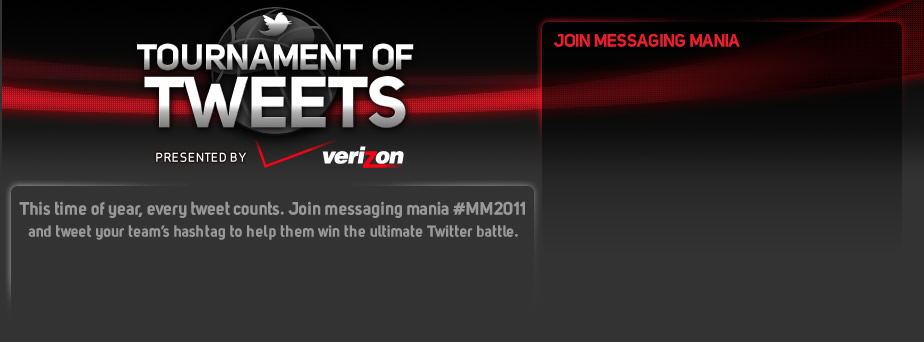 TOURNAMENT OF
TWEETS
PRESENTED BY verizon
This time of year, every tweet counts. Join messaging mania #MM2011
and tweet your team's hashtag to help them win the ultimate Twitter battle.
JOIN MESSAGING MANIA